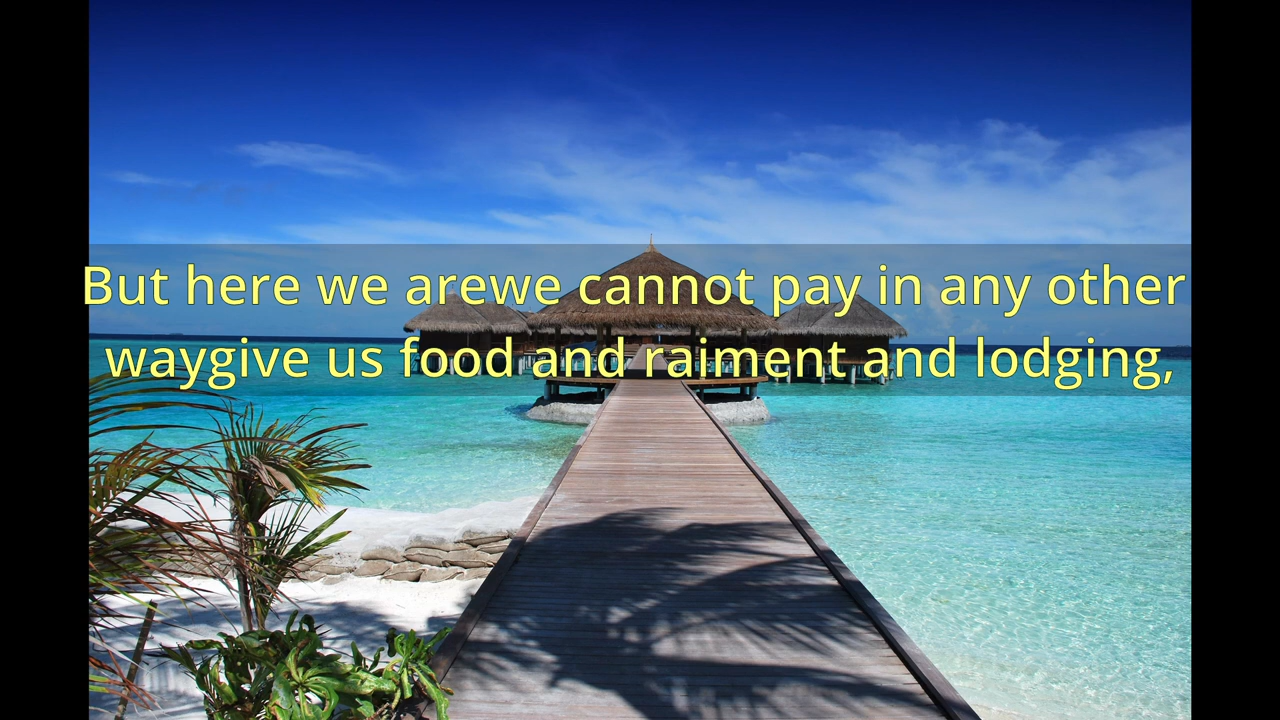 But here we arewe cannot pay in any other
waygive us food and raiment and lodging,